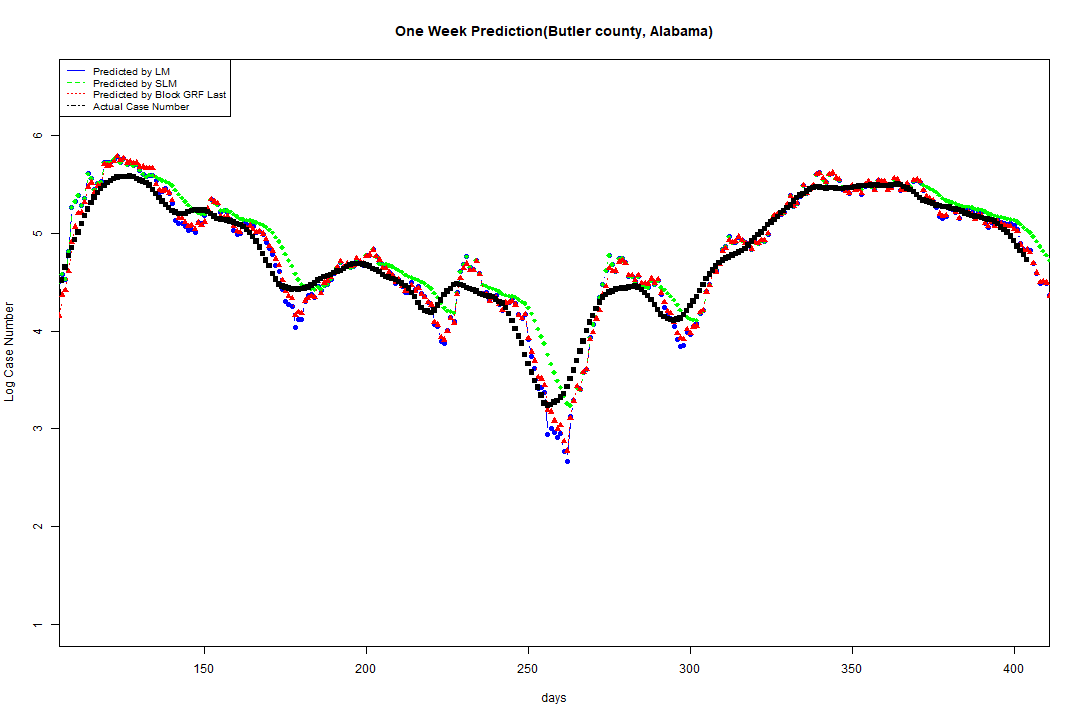 One Week Prediction(Butler county, Alabama)
Predicted by LM
Predicted by SLM
Predicted by Block GRF Last
Actual Case Number
6
5
4
3
2
1
Log Case Number
150 200 250 300 350 400
days